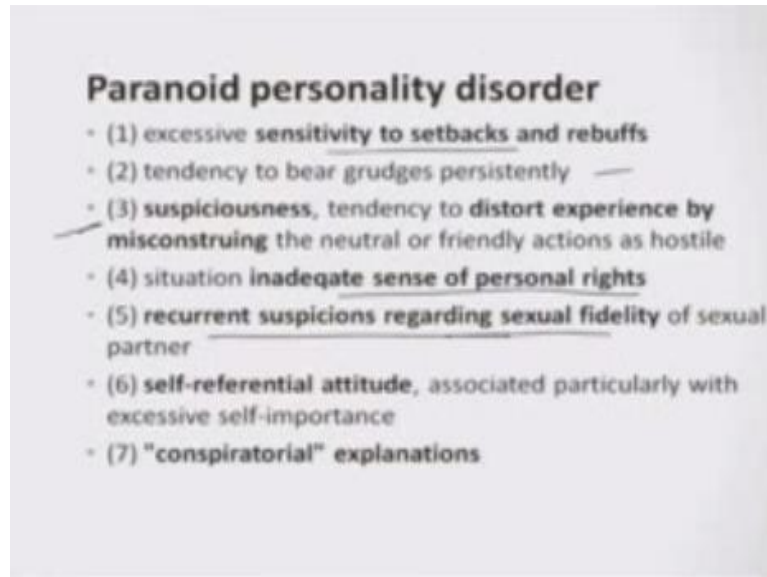 Paranoid personality disorder
• (1) excessive sensitivity to setbacks and rebuffs
• (2) tendency to bear grudges persistently
• (3) suspiciousness, tendency to distort experience by
misconstruing the neutral or friendly actions as hostile
• (4) situation inadeqate sense of personal rights
• (5) recurrent suspicions regarding sexual fidelity of sexual
partner
• (6) self-referential attitude, associated particularly with
excessive self-importance
• (7) "conspiratorial" explanations